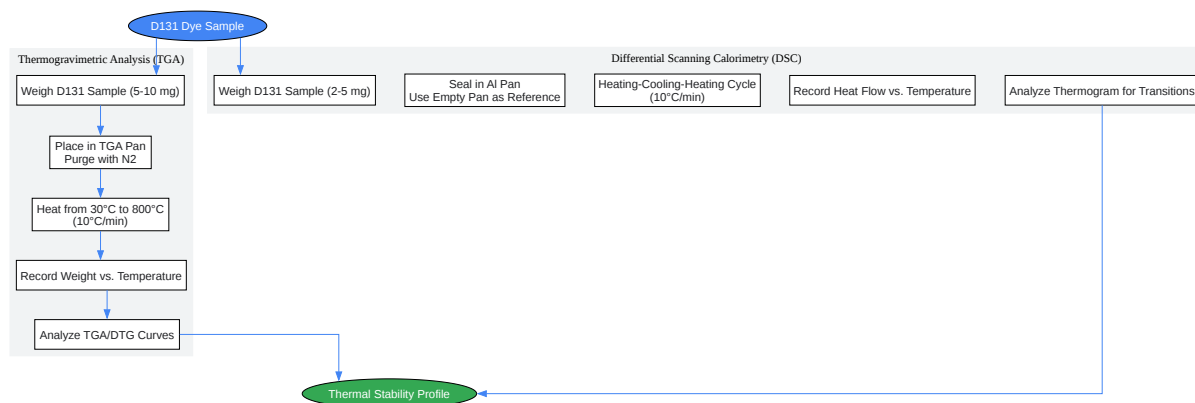 D131 Dye Sample
Thermogravimetric Analysis (TGA)
Weigh D131 Sample (5-10 mg)
Place in TGA Pan
Purge with N2
Heat from 30°C to 800°C
(10°C/min)
Record Weight vs. Temperature
Analyze TGA/DTG Curves
Differential Scanning Calorimetry (DSC)
Weigh D131 Sample (2-5 mg)
Seal in Al Pan
Use Empty Pan as Reference
Heating-Cooling-Heating Cycle
(10°C/min)
Record Heat Flow vs. Temperature
Analyze Thermogram for Transitions
Thermal Stability Profile